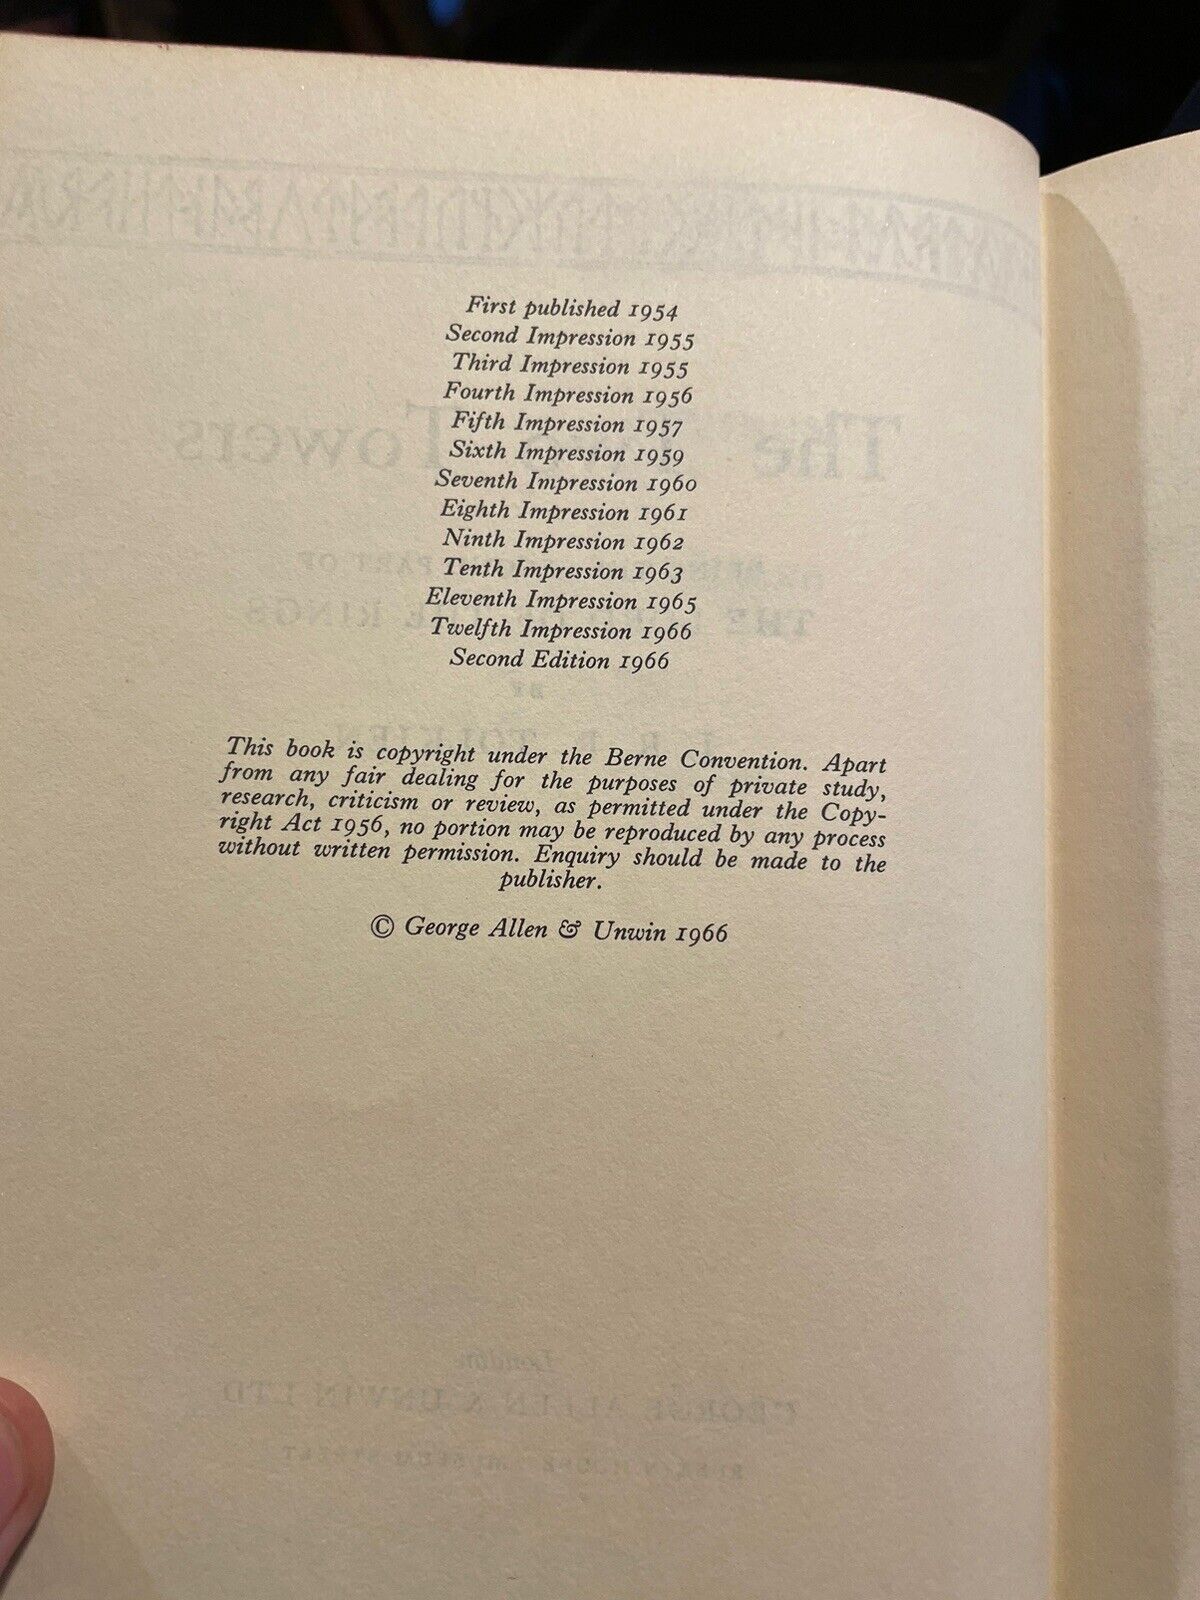 First published 1954
Second Impression 1955
Third Impression 1955
Fourth Impression 1956
Fifth Impression 1957
Sixth Impression 1959
Seventh Impression 1960
Eighth Impression 1961
Ninth Impression 1962
Tenth Impression 1963
Eleventh Impression 1965
Twelfth Impression 1966
Second Edition 1966
This book is copyright under the Berne Convention. Apart
from any fair dealing for the purposes of private study,
research, criticism or review, as permitted under the Copy-
right Act 1956, no portion may be reproduced by any process
without written permission. Enquiry should be made to the
publisher.
© George Allen & Unwin 1966